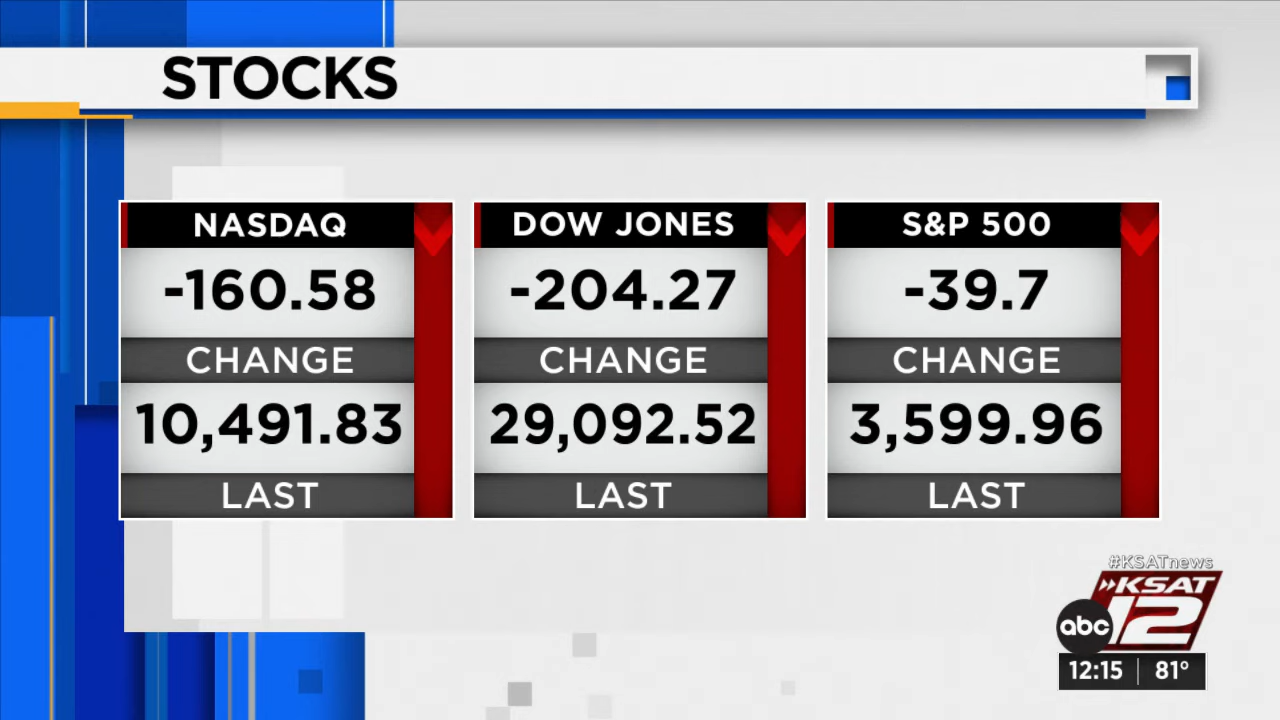 STOCKS
NASDAQ
-160.58
CHANGE
10,491.83
LAST
DOW JONES
-204.27
CHANGE
29,092.52
LAST
S&P 500
-39.7
CHANGE
3,599.96
LAST
#KSATnews
KSAT
abc 12
12:15 | 81°